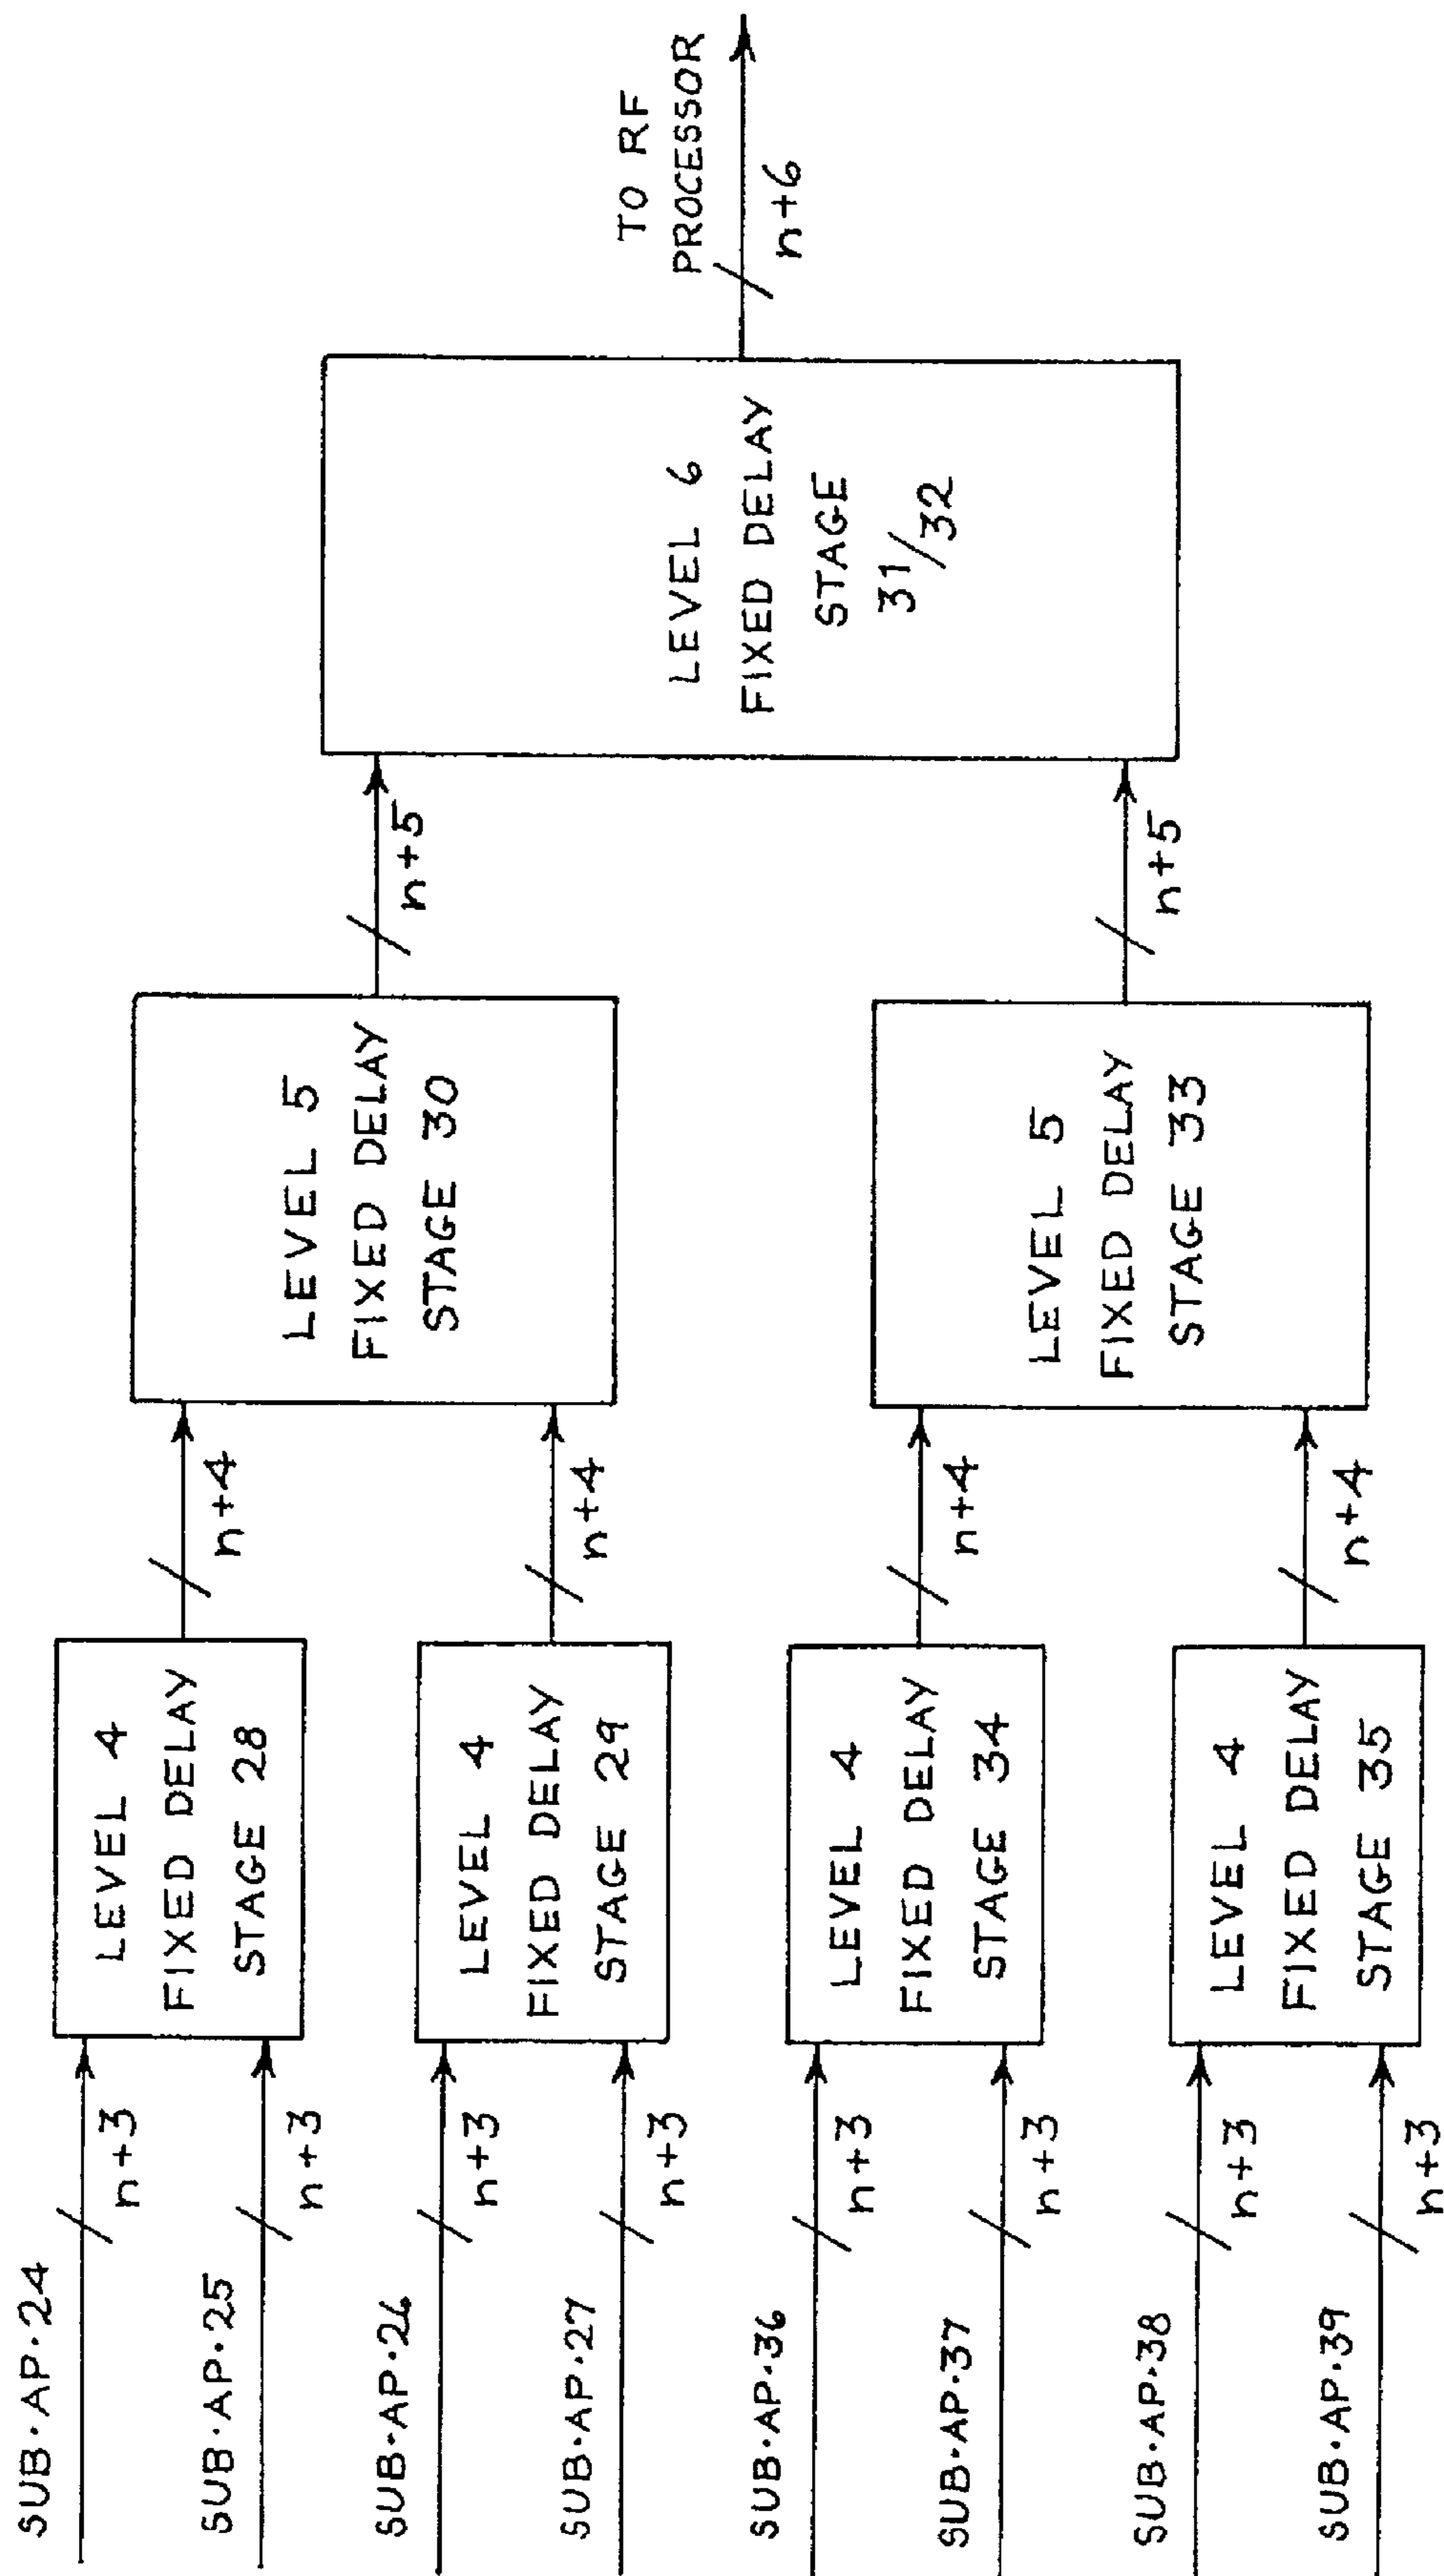 SUB·AP·24
n+3
SUB·AP·25
n+3
SUB·AP·26
n+3
SUB·AP·27
n+3
SUB·AP·36
n+3
SUB·AP·37
n+3
SUB·AP·38
n+3
SUB·AP·39
n+3
LEVEL 4
FIXED DELAY
STAGE 28
LEVEL 4
FIXED DELAY
STAGE 29
LEVEL 4
FIXED DELAY
STAGE 34
LEVEL 4
FIXED DELAY
STAGE 35
n+4
n+4
n+4
n+4
LEVEL 5
FIXED DELAY
STAGE 30
LEVEL 5
FIXED DELAY
STAGE 33
n+5
n+5
LEVEL 6
FIXED DELAY
STAGE
31/32
TO RF
PROCESSOR
n+6